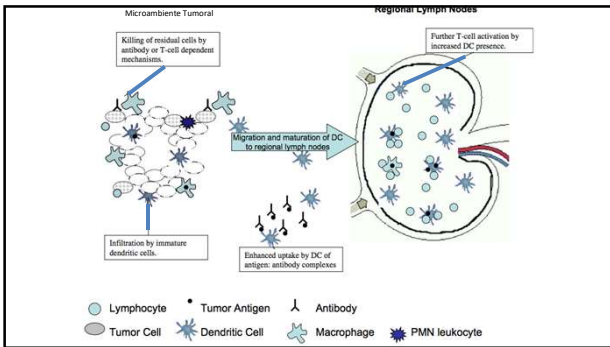 Microambiente Tumoral
Regional Lymph Nodes
Killing of residual cells by
antibody or T-cell dependent
mechanisms.
Further T-cell activation by
increased DC presence.
Migration and maturation of DC
to regional lymph nodes
Infiltration by immature
dendritic cells.
Enhanced uptake by DC of
antigen: antibody complexes
Lymphocyte
Tumor Antigen
Antibody
Tumor Cell
Dendritic Cell
Macrophage
PMN leukocyte